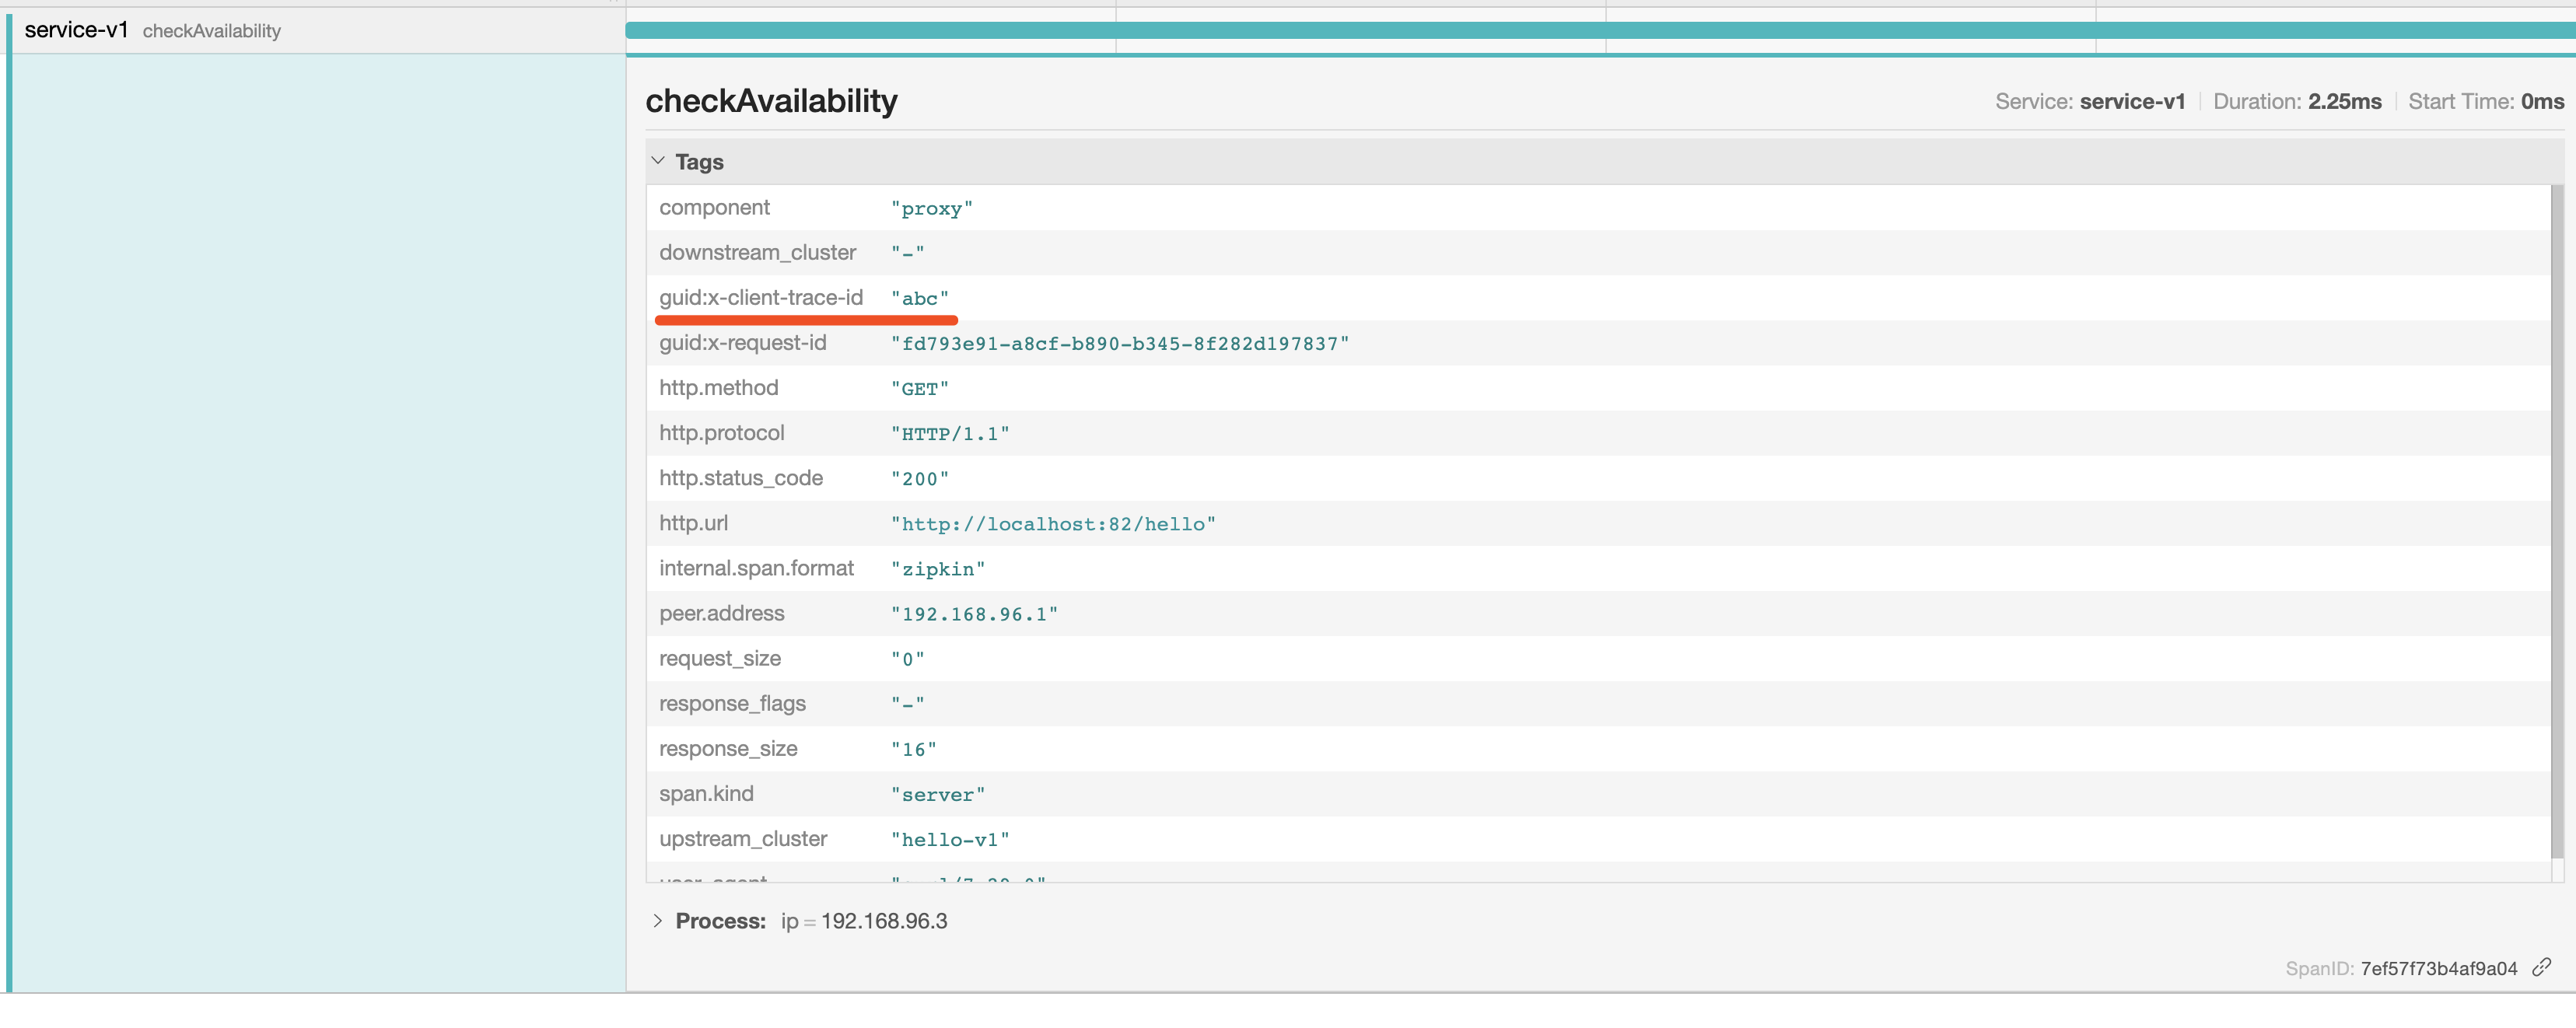 service-v1 checkAvailability
checkAvailability
Service: service-v1 Duration: 2.25ms Start Time: 0ms
Tags
component "proxy"
downstream_cluster "-"
guid:x-client-trace-id "abc"
guid:x-request-id "fd793e91-a8cf-b890-b345-8f282d197837"
http.method "GET"
http.protocol "HTTP/1.1"
http.status_code "200"
http.url "http://localhost:82/hello"
internal.span.format "zipkin"
peer.address "192.168.96.1"
request_size "0"
response_flags "-"
response_size "16"
span.kind "server"
upstream_cluster "hello-v1"
user_agent
Process: ip = 192.168.96.3
SpanID: 7ef57f73b4af9a04